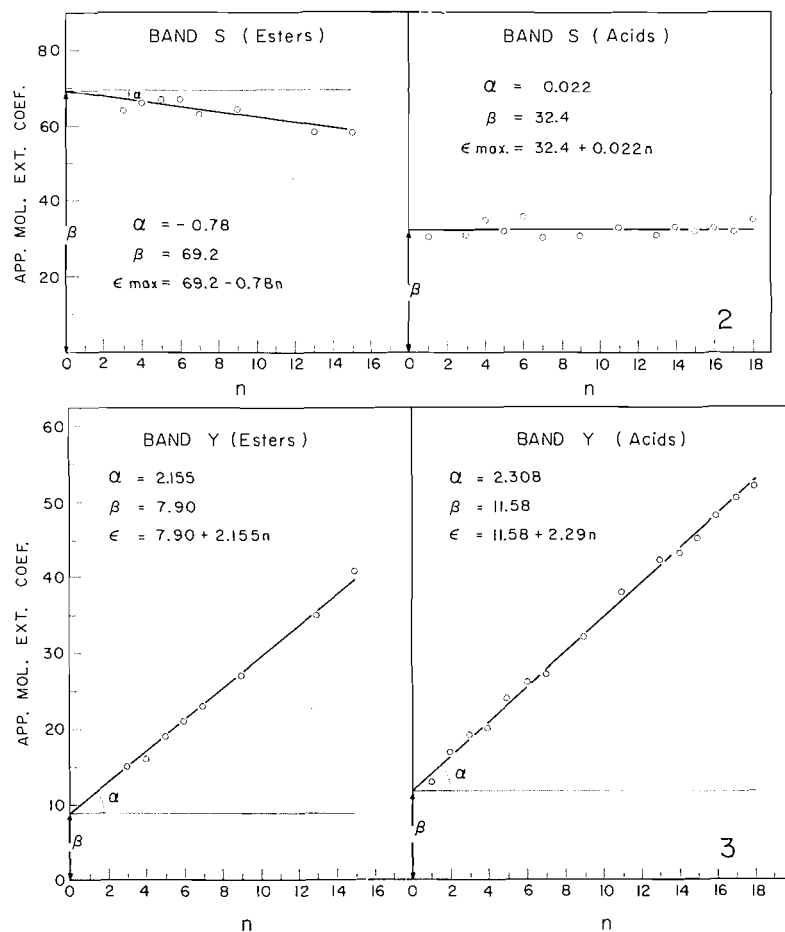 BAND S (Esters)
BAND S (Acids)
APP. MOL. EXT. COEF.
80
60
40
20
0
α
β
α = - 0.78
β = 69.2
ϵ max = 69.2 - 0.78n
α = 0.022
β = 32.4
ϵ max. = 32.4 + 0.022n
β
2
0 2 4 6 8 10 12 14 16
0 2 4 6 8 10 12 14 16 18
n
n
BAND Y (Esters)
BAND Y (Acids)
APP. MOL. EXT. COEF.
60
50
40
30
20
10
0
α = 2.155
β = 7.90
ϵ = 7.90 + 2.155n
α = 2.308
β = 11.58
ϵ = 11.58 + 2.29n
α
β
α
β
3
0 2 4 6 8 10 12 14 16
0 2 4 6 8 10 12 14 16 18
n
n